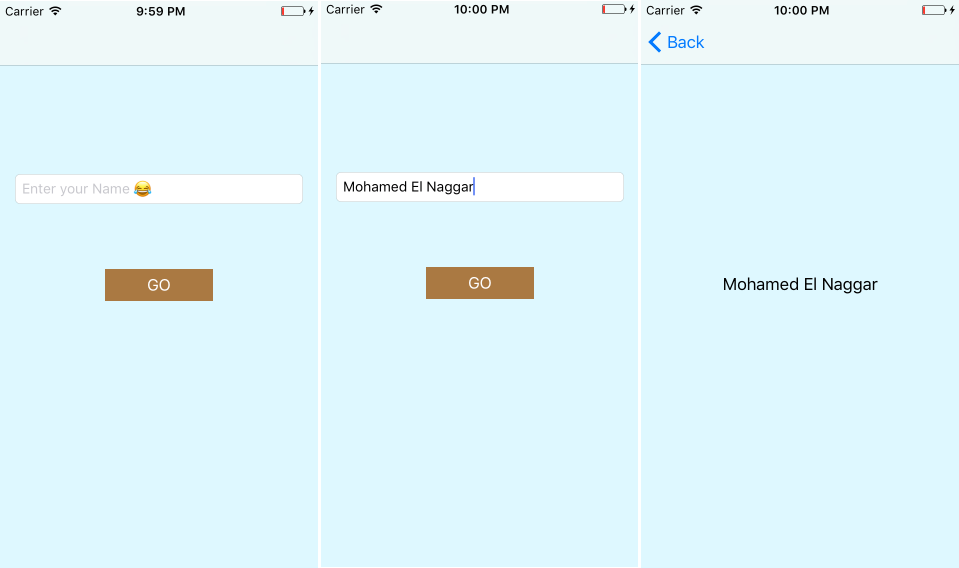 Carrier 9:59 PM
Enter your Name 😂
GO
Carrier 10:00 PM
Mohamed El Naggar
GO
Carrier 10:00 PM
Back
Mohamed El Naggar